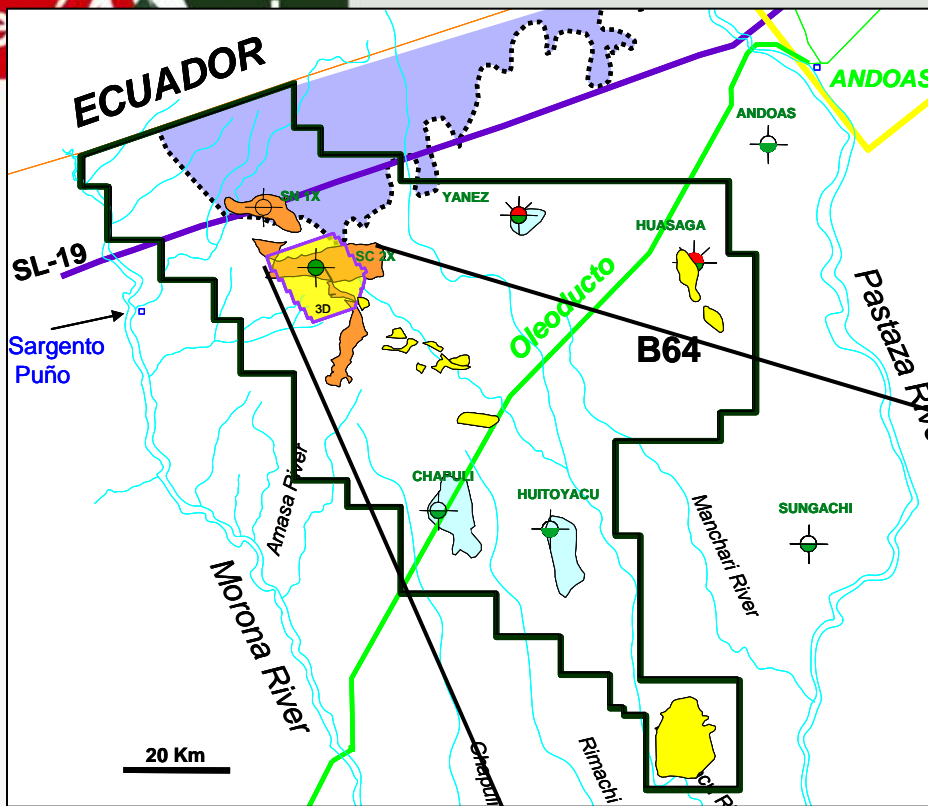 ECUADOR
ANDOAS
ANDOAS
SN 1X
YANEZ
HUASAGA
SL-19
SC 2X
3D
Oleoducto
Pastaza River
Sargento
Puño
B64
CHAPULI
HUITOYACU
SUNGACHI
Amasa River
Manchari River
Morona River
20 Km
Rimachi